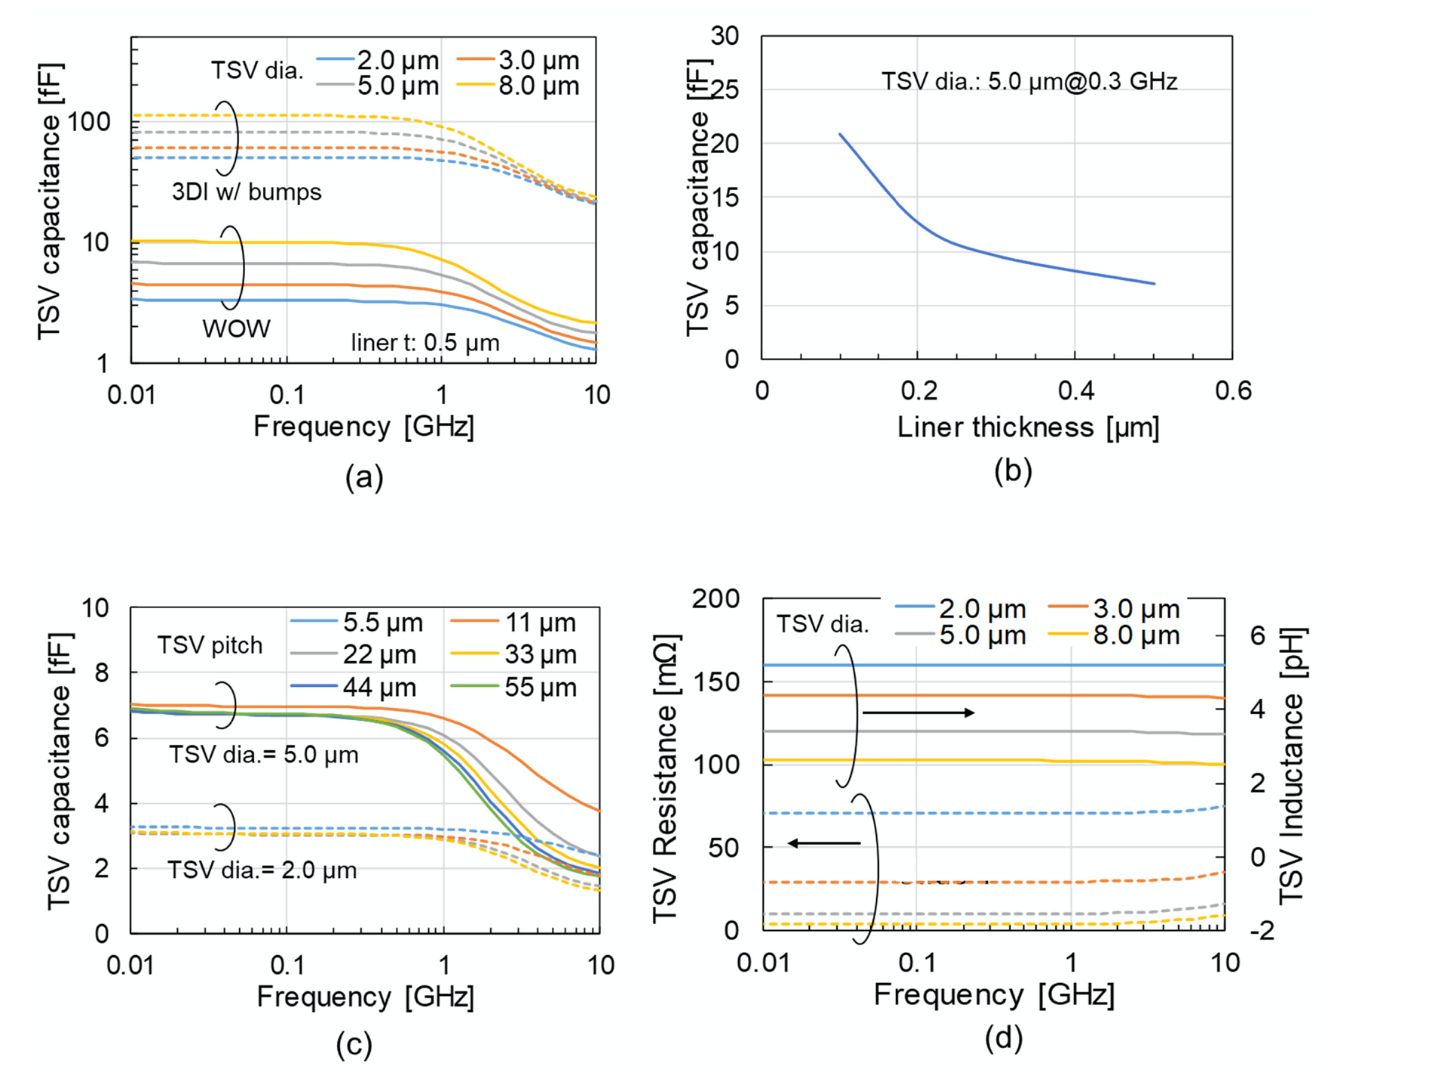 TSV capacitance [fF]
TSV dia.
2.0 µm
3.0 µm
5.0 µm
8.0 µm
100
10
1
3DI w/ bumps
WOW
liner t: 0.5 µm
0.01
0.1
1
10
Frequency [GHz]
(a)
TSV capacitance [fF]
30
25
20
15
10
5
0
TSV dia.: 5.0 µm@0.3 GHz
0
0.2
0.4
0.6
Liner thickness [µm]
(b)
TSV capacitance [fF]
10
8
6
4
2
0
TSV pitch
5.5 µm
11 µm
22 µm
33 µm
44 µm
55 µm
TSV dia.= 5.0 µm
TSV dia.= 2.0 µm
0.01
0.1
1
10
Frequency [GHz]
(c)
TSV Resistance [mΩ]
200
150
100
50
0
TSV dia.
2.0 µm
3.0 µm
5.0 µm
8.0 µm
6
4
2
0
-2
TSV Inductance [pH]
0.01
0.1
1
10
Frequency [GHz]
(d)